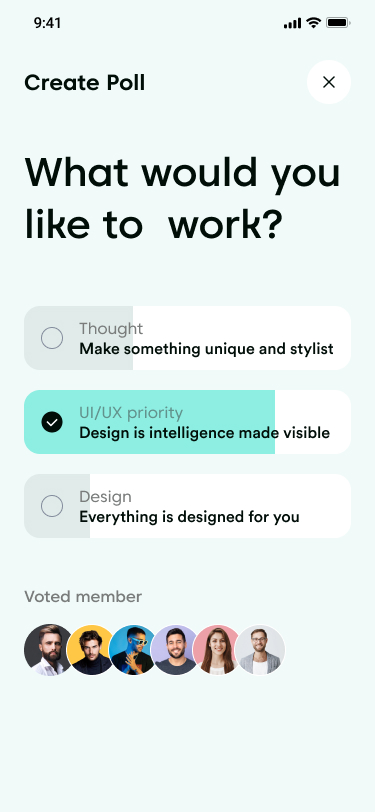 9:41
Create Poll
What would you
like to  work?
Thought
Make something unique and stylist
UI/UX priority
Design is intelligence made visible
Design
Everything is designed for you
Voted member